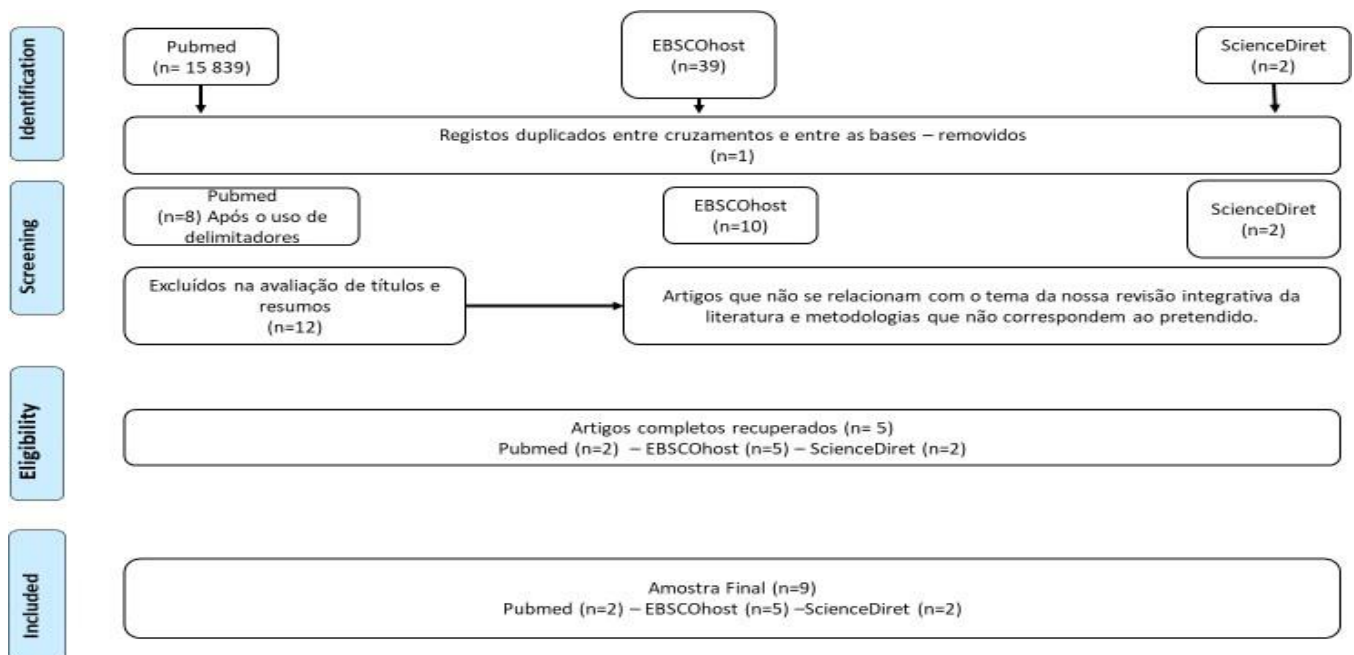 Identification
Pubmed
(n= 15 839)
EBSCOhost
(n=39)
ScienceDiret
(n=2)
Registos duplicados entre cruzamentos e entre as bases – removidos
(n=1)
Screening
Pubmed
(n=8) Após o uso de
delimitadores
EBSCOhost
(n=10)
ScienceDiret
(n=2)
Excluídos na avaliação de títulos e
resumos
(n=12)
Artigos que não se relacionam com o tema da nossa revisão integrativa da
literatura e metodologias que não correspondem ao pretendido.
Eligibility
Artigos completos recuperados (n= 5)
Pubmed (n=2) – EBSCOhost (n=5) – ScienceDiret (n=2)
Included
Amostra Final (n=9)
Pubmed (n=2) – EBSCOhost (n=5) –ScienceDiret (n=2)